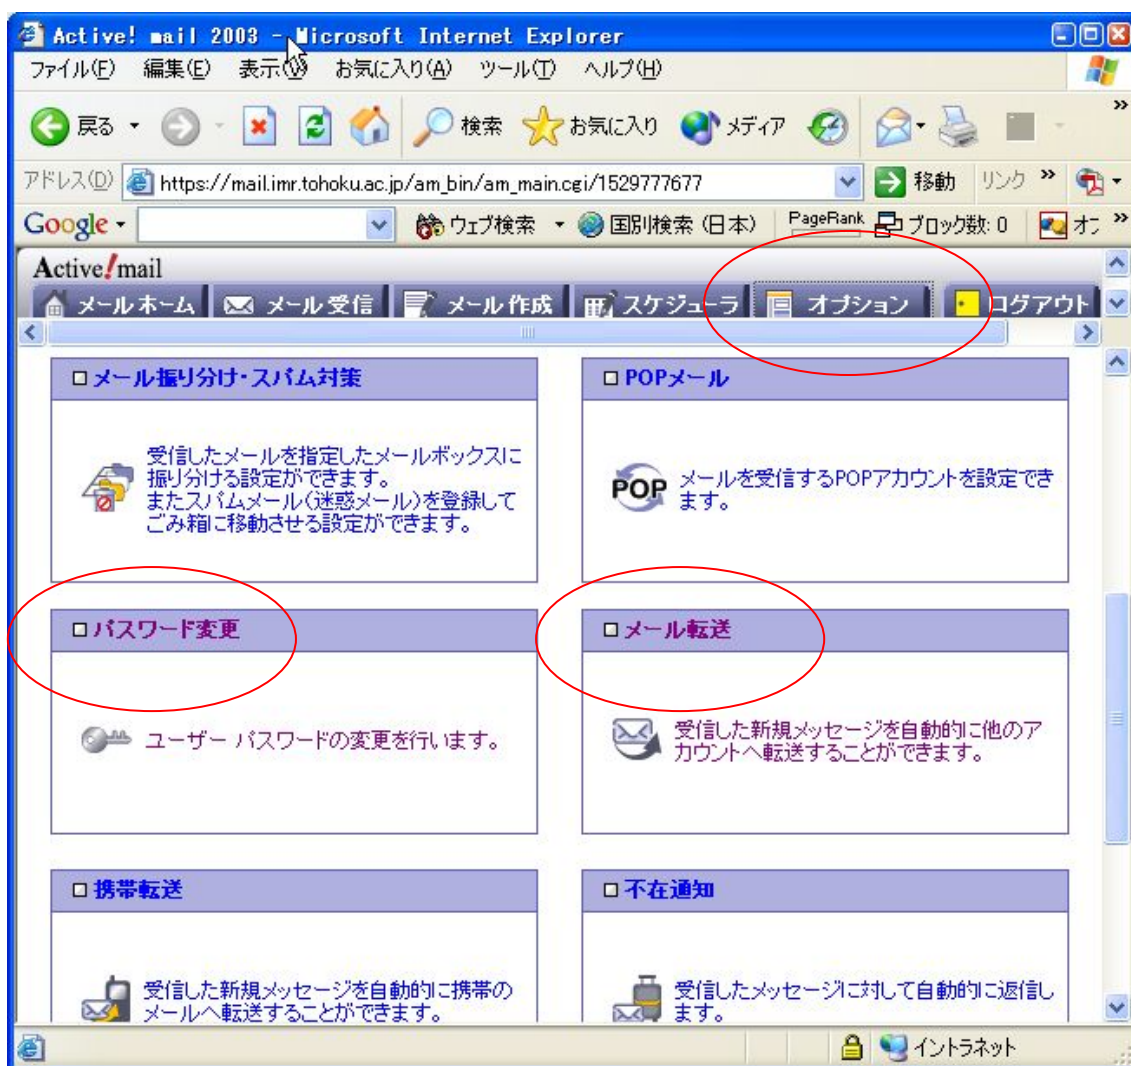 Active! mail 2003 - Microsoft Internet Explorer
ファイル(F) 編集(E) 表示(V) お気に入り(A) ツール(T) ヘルプ(H)
戻る 検索 お気に入り メディア »
アドレス(D) https://mail.imr.tohoku.ac.jp/am_bin/am_main.cgi/1529777677 移動 リンク »
Google ウェブ検索 国別検索 (日本) PageRank ブロック数: 0 オプ »
Active!mail
メールホーム メール受信 メール作成 スケジューラ オプション ログアウト
メール振り分け・スパム対策
受信したメールを指定したメールボックスに
振り分ける設定ができます。
またスパムメール(迷惑メール)を登録して
ごみ箱に移動させる設定ができます。
POPメール
POP
メールを受信するPOPアカウントを設定でき
ます。
パスワード変更
ユーザー パスワードの変更を行います。
メール転送
受信した新規メッセージを自動的に他のア
カウントへ転送することができます。
携帯転送
受信した新規メッセージを自動的に携帯の
メールへ転送することができます。
不在通知
受信したメッセージに対して自動的に返信し
ます。
イントラネット